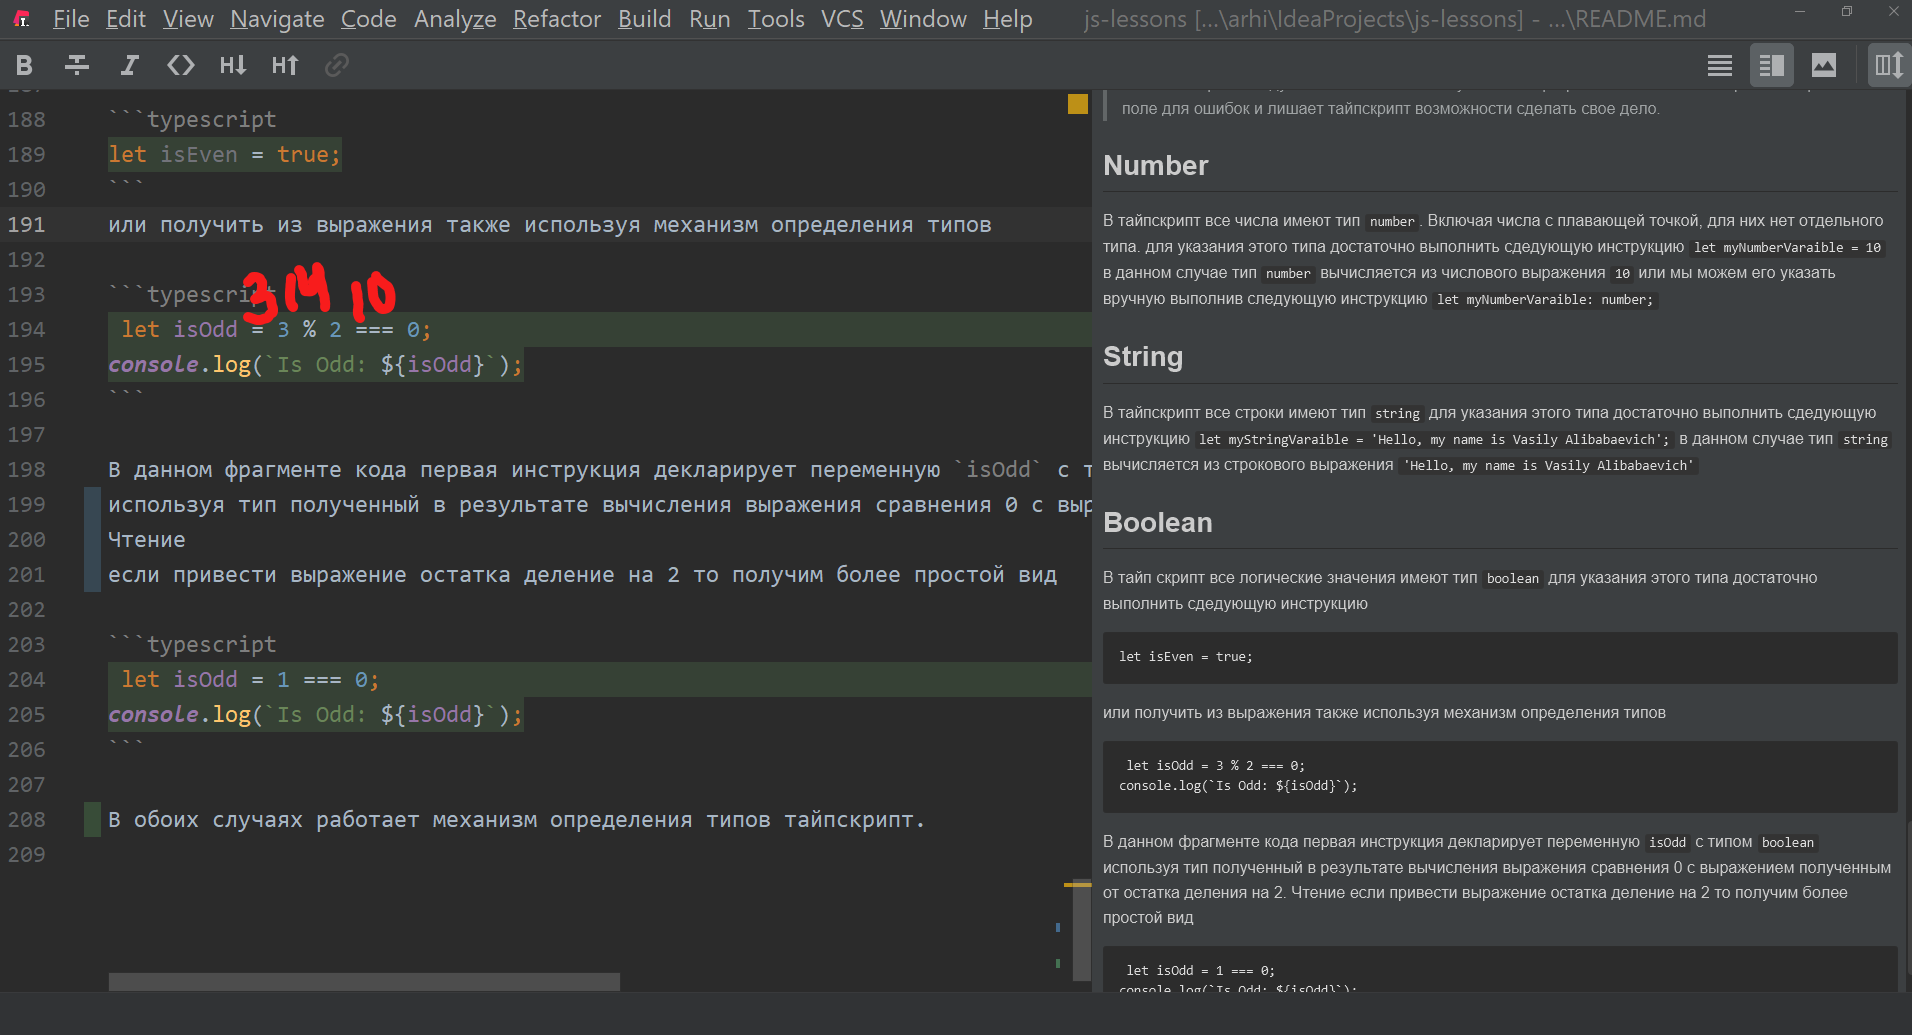 File Edit View Navigate Code Analyze Refactor Build Run Tools VCS Window Help js-lessons [...\arhi\IdeaProjects\js-lessons] - ...\README.md
B I <> H↓ H↑
188 ```typescript
189 let isEven = true;
190 ```
191 или получить из выражения также используя механизм определения типов
192
3 14 10
193 ```typescript
194 let isOdd = 3 % 2 === 0;
195 console.log(`Is Odd: ${isOdd}`);
196 ```
197
198 В данном фрагменте кода первая инструкция декларирует переменную `isOdd` с т
199 используя тип полученный в результате вычисления выражения сравнения 0 с выр
200 Чтение
201 если привести выражение остатка деление на 2 то получим более простой вид
202
203 ```typescript
204 let isOdd = 1 === 0;
205 console.log(`Is Odd: ${isOdd}`);
206 ```
207
208 В обоих случаях работает механизм определения типов тайпскрипт.
209
поле для ошибок и лишает тайпскрипт возможности сделать свое дело.
Number
В тайпскрипт все числа имеют тип number. Включая числа с плавающей точкой, для них нет отдельного
типа. для указания этого типа достаточно выполнить сдедующую инструкцию let myNumberVaraible = 10
в данном случае тип number вычисляется из числового выражения 10 или мы можем его указать
вручную выполнив следующую инструкцию let myNumberVaraible: number;
String
В тайпскрипт все строки имеют тип string для указания этого типа достаточно выполнить сдедующую
инструкцию let myStringVaraible = 'Hello, my name is Vasily Alibabaevich'; в данном случае тип string
вычисляется из строкового выражения 'Hello, my name is Vasily Alibabaevich'
Boolean
В тайп скрипт все логические значения имеют тип boolean для указания этого типа достаточно
выполнить сдедующую инструкцию
let isEven = true;
или получить из выражения также используя механизм определения типов
let isOdd = 3 % 2 === 0;
console.log(`Is Odd: ${isOdd}`);
В данном фрагменте кода первая инструкция декларирует переменную isOdd с типом boolean
используя тип полученный в результате вычисления выражения сравнения 0 с выражением полученным
от остатка деления на 2. Чтение если привести выражение остатка деление на 2 то получим более
простой вид
let isOdd = 1 === 0;
console.log(`Is Odd: ${isOdd}`);